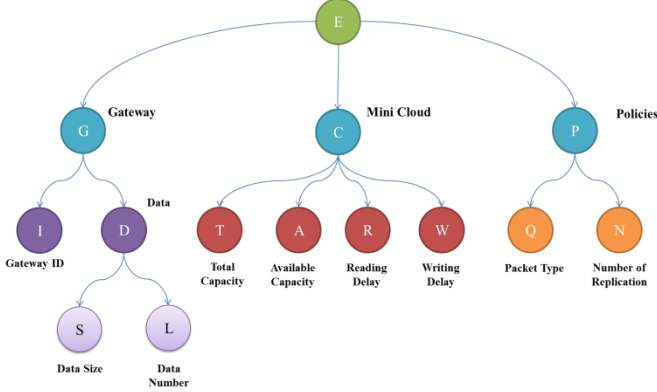 E
Gateway
Mini Cloud
Policies
G
C
P
Data
I
D
T
A
R
W
Q
N
Gateway ID
Total
Capacity
Available
Capacity
Reading
Delay
Writing
Delay
Packet Type
Number of
Replication
S
L
Data Size
Data
Number